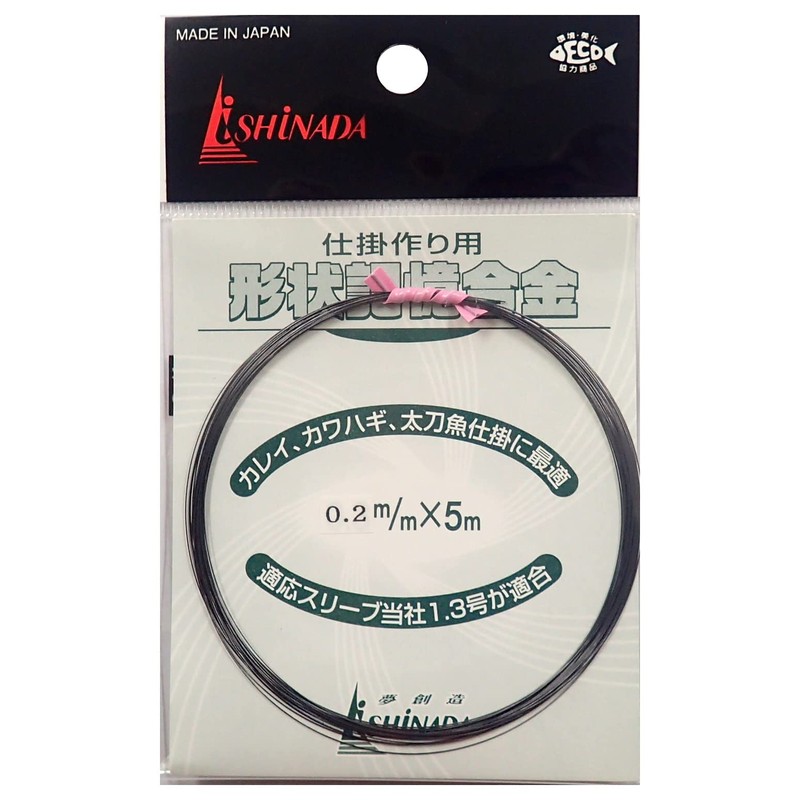 MADE IN JAPAN
環境・美化
ECO
協力商品
iSHiNADA
仕掛作り用
形状記憶合金
カレイ、カワハギ、太刀魚仕掛に最適
0.2 m/m×5m
適応スリーブ当社1.3号が適合
夢創造
iSHiNADA